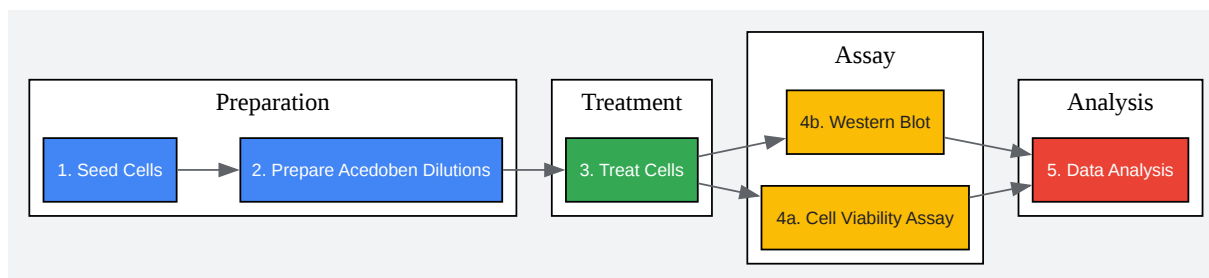 Preparation
1. Seed Cells
2. Prepare Acedoben Dilutions
Treatment
3. Treat Cells
Assay
4b. Western Blot
4a. Cell Viability Assay
Analysis
5. Data Analysis